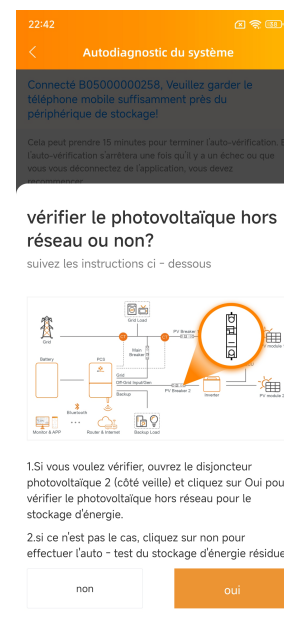 22:42
Autodiagnostic du système
Connecté B05000000258, Veuillez garder le
téléphone mobile suffisamment près du
périphérique de stockage!
Cela peut prendre 15 minutes pour terminer l'auto-vérification. E
l'auto-vérification s'arrêtera une fois qu'il y a un échec ou que
vous vous déconnectez de l'application, vous devez
recommencer
vérifier le photovoltaïque hors
réseau ou non?
suivez les instructions ci - dessous
Grid Load
Grid
Main
Breaker
PV Breaker
PV module
Battery
PCS
Grid
Off-Grid Input/Gen
Backup
PV Breaker 2
Inverter
PV module 2
Bluetooth
Monitor & APP
Router & Internet
Backup Load
1.Si vous voulez vérifier, ouvrez le disjoncteur
photovoltaïque 2 (côté veille) et cliquez sur Oui pou
vérifier le photovoltaïque hors réseau pour le
stockage d'énergie.
2.si ce n'est pas le cas, cliquez sur non pour
effectuer l'auto - test du stockage d'énergie résidue
non
oui